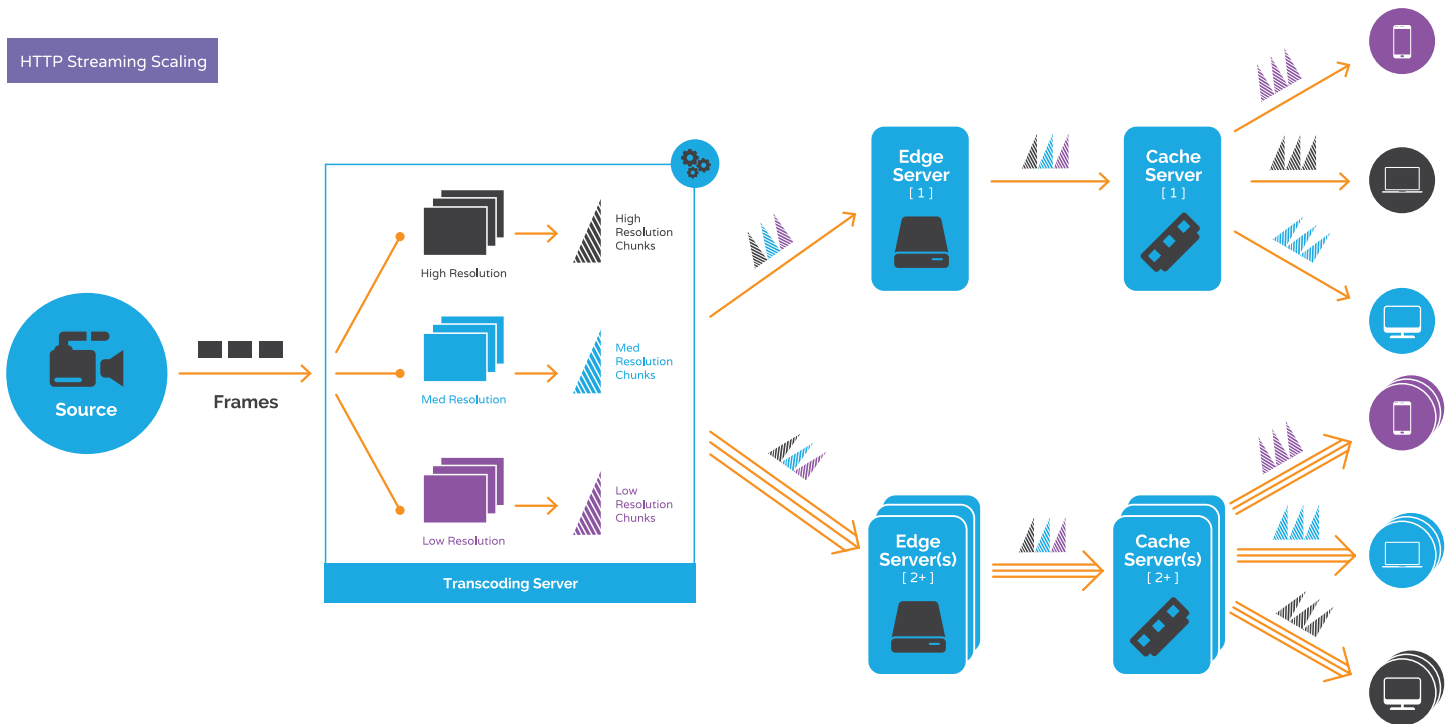 HTTP Streaming Scaling
Source
Frames
High Resolution
High
Resolution
Chunks
Med Resolution
Med
Resolution
Chunks
Low Resolution
Low
Resolution
Chunks
Transcoding Server
Edge
Server
[ 1 ]
Cache
Server
[ 1 ]
Edge
Server(s)
[ 2+ ]
Cache
Server(s)
[ 2+ ]